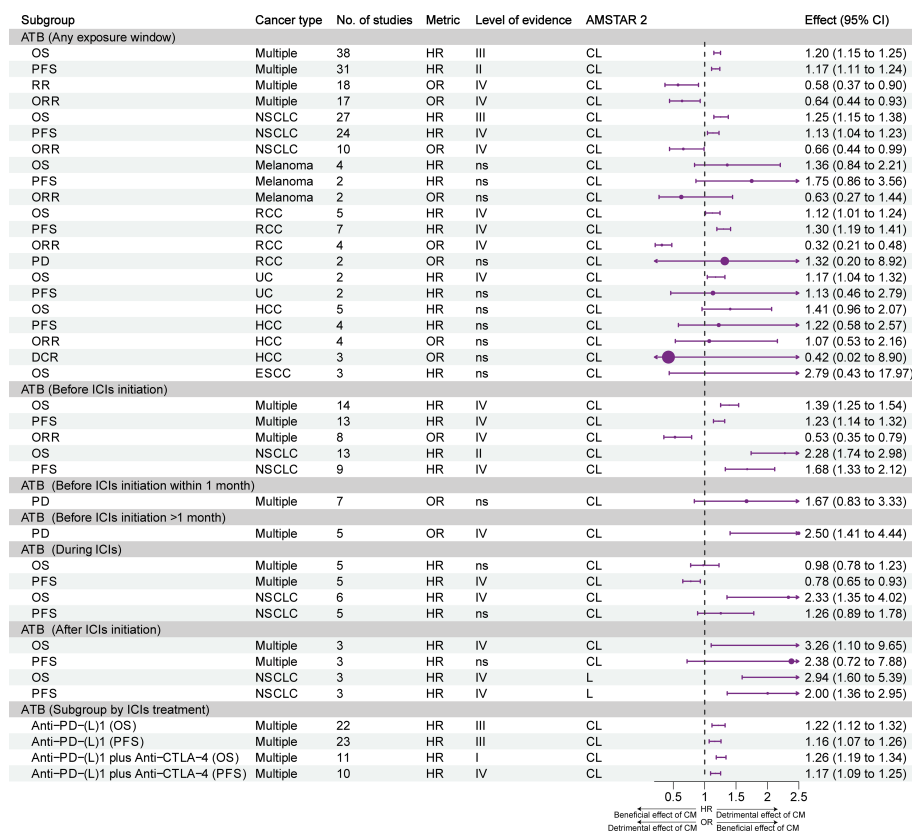 Subgroup Cancer type No. of studies Metric Level of evidence AMSTAR 2 Effect (95% CI)
ATB (Any exposure window)
OS Multiple 38 HR III CL 1.20 (1.15 to 1.25)
PFS Multiple 31 HR II CL 1.17 (1.11 to 1.24)
RR Multiple 18 OR IV CL 0.58 (0.37 to 0.90)
ORR Multiple 17 OR IV CL 0.64 (0.44 to 0.93)
OS NSCLC 27 HR III CL 1.25 (1.15 to 1.38)
PFS NSCLC 24 HR IV CL 1.13 (1.04 to 1.23)
ORR NSCLC 10 OR IV CL 0.66 (0.44 to 0.99)
OS Melanoma 4 HR ns CL 1.36 (0.84 to 2.21)
PFS Melanoma 2 HR ns CL 1.75 (0.86 to 3.56)
ORR Melanoma 2 OR ns CL 0.63 (0.27 to 1.44)
OS RCC 5 HR IV CL 1.12 (1.01 to 1.24)
PFS RCC 7 HR IV CL 1.30 (1.19 to 1.41)
ORR RCC 4 OR IV CL 0.32 (0.21 to 0.48)
PD RCC 2 OR ns CL 1.32 (0.20 to 8.92)
OS UC 2 HR IV CL 1.17 (1.04 to 1.32)
PFS UC 2 HR ns CL 1.13 (0.46 to 2.79)
OS HCC 5 HR ns CL 1.41 (0.96 to 2.07)
PFS HCC 4 HR ns CL 1.22 (0.58 to 2.57)
ORR HCC 4 OR ns CL 1.07 (0.53 to 2.16)
DCR HCC 3 OR ns CL 0.42 (0.02 to 8.90)
OS ESCC 3 HR ns CL 2.79 (0.43 to 17.97)
ATB (Before ICIs initiation)
OS Multiple 14 HR IV CL 1.39 (1.25 to 1.54)
PFS Multiple 13 HR IV CL 1.23 (1.14 to 1.32)
ORR Multiple 8 OR IV CL 0.53 (0.35 to 0.79)
OS NSCLC 13 HR II CL 2.28 (1.74 to 2.98)
PFS NSCLC 9 HR IV CL 1.68 (1.33 to 2.12)
ATB (Before ICIs initiation within 1 month)
PD Multiple 7 OR ns CL 1.67 (0.83 to 3.33)
ATB (Before ICIs initiation >1 month)
PD Multiple 5 OR IV CL 2.50 (1.41 to 4.44)
ATB (During ICIs)
OS Multiple 5 HR ns CL 0.98 (0.78 to 1.23)
PFS Multiple 5 HR IV CL 0.78 (0.65 to 0.93)
OS NSCLC 6 HR IV CL 2.33 (1.35 to 4.02)
PFS NSCLC 5 HR ns CL 1.26 (0.89 to 1.78)
ATB (After ICIs initiation)
OS Multiple 3 HR IV CL 3.26 (1.10 to 9.65)
PFS Multiple 3 HR ns CL 2.38 (0.72 to 7.88)
OS NSCLC 3 HR IV L 2.94 (1.60 to 5.39)
PFS NSCLC 3 HR IV L 2.00 (1.36 to 2.95)
ATB (Subgroup by ICIs treatment)
Anti-PD-(L)1 (OS) Multiple 22 HR III CL 1.22 (1.12 to 1.32)
Anti-PD-(L)1 (PFS) Multiple 23 HR III CL 1.16 (1.07 to 1.26)
Anti-PD-(L)1 plus Anti-CTLA-4 (OS) Multiple 11 HR I CL 1.26 (1.19 to 1.34)
Anti-PD-(L)1 plus Anti-CTLA-4 (PFS) Multiple 10 HR IV CL 1.17 (1.09 to 1.25)
0.5 1 1.5 2 2.5
Beneficial effect of CM HR Detrimental effect of CM
Detrimental effect of CM OR Beneficial effect of CM